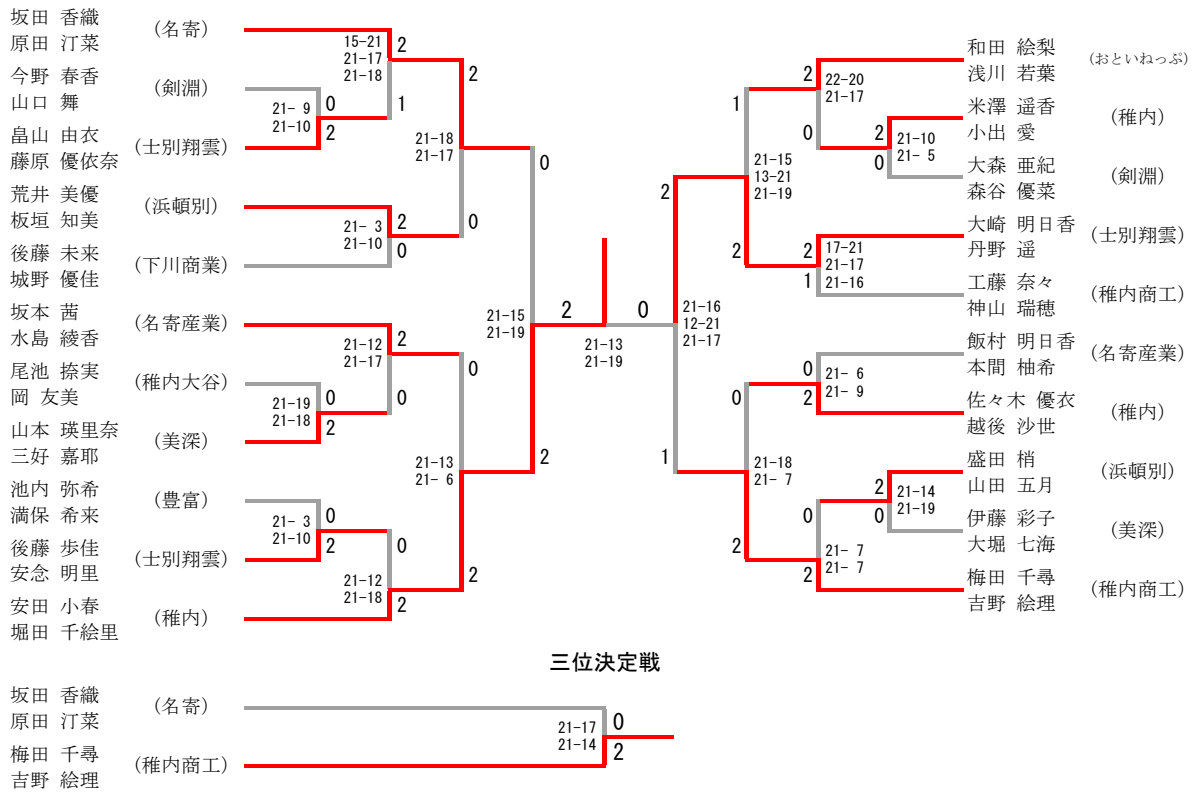 坂田 香織
原田 汀菜
(名寄)
今野 春香
山口 舞
(剣淵)
畠山 由衣
藤原 優依奈
(士別翔雲)
荒井 美優
板垣 知美
(浜頓別)
後藤 未来
城野 優佳
(下川商業)
坂本 茜
水島 綾香
(名寄産業)
尾池 捺実
岡 友美
(稚内大谷)
山本 瑛里奈
三好 嘉耶
(美深)
池内 弥希
満保 希来
(豊富)
後藤 歩佳
安念 明里
(士別翔雲)
安田 小春
堀田 千絵里
(稚内)
21- 9
21-10
0
2
15-21
21-17
21-18
2
1
21- 3
21-10
2
0
21-18
21-17
2
0
21-19
21-18
0
2
21-12
21-17
2
0
21- 3
21-10
0
2
21-12
21-18
0
2
21-13
21- 6
0
2
21-15
21-19
0
2
2
0
21-13
21-19
21-16
12-21
21-17
2
1
21-15
13-21
21-19
1
2
22-20
21-17
2
0
21-10
21- 5
2
0
17-21
21-17
21-16
2
1
21-18
21- 7
0
2
21- 6
21- 9
0
2
21-14
21-19
2
0
21- 7
21- 7
0
2
和田 絵梨
浅川 若葉
(おといねっぷ)
米澤 遥香
小出 愛
(稚内)
大森 亜紀
森谷 優菜
(剣淵)
大崎 明日香
丹野 遥
(士別翔雲)
工藤 奈々
神山 瑞穂
(稚内商工)
飯村 明日香
本間 柚希
(名寄産業)
佐々木 優衣
越後 沙世
(稚内)
盛田 梢
山田 五月
(浜頓別)
伊藤 彩子
大堀 七海
(美深)
梅田 千尋
吉野 絵理
(稚内商工)
三位決定戦
坂田 香織
原田 汀菜
(名寄)
梅田 千尋
吉野 絵理
(稚内商工)
21-17
21-14
0
2